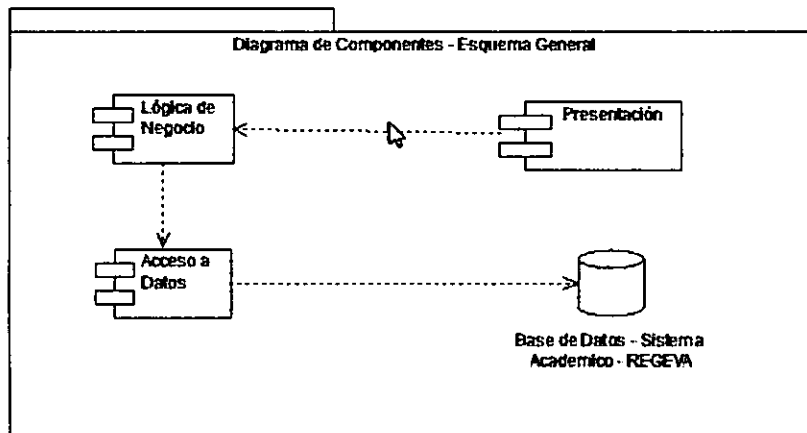 Diagrama de Componentes - Esquema General
Lógica de
Negocio
Presentación
Acceso a
Datos
Base de Datos - Sistema
Academico - REGEVA